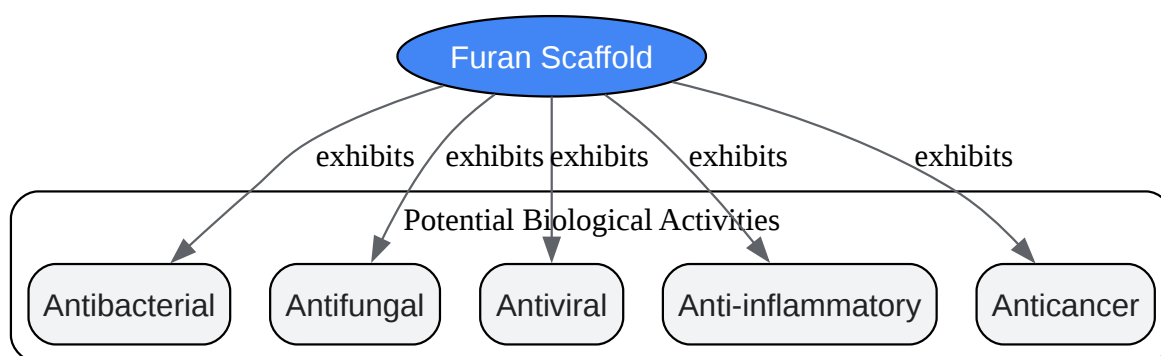 Furan Scaffold
exhibits exhibits exhibits exhibits exhibits
Potential Biological Activities
Antibacterial Antifungal Antiviral Anti-inflammatory Anticancer